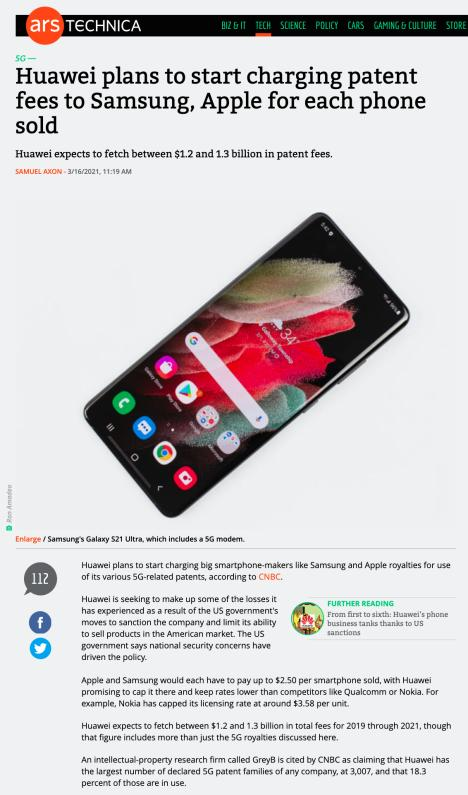 ars TECHNICA
BIZ & IT TECH SCIENCE POLICY CARS GAMING & CULTURE STORE
5G —
Huawei plans to start charging patent
fees to Samsung, Apple for each phone
sold
Huawei expects to fetch between $1.2 and 1.3 billion in patent fees.
SAMUEL AXON - 3/16/2021, 11:19 AM
Ron Amadeo
Enlarge / Samsung's Galaxy S21 Ultra, which includes a 5G modem.
112
Huawei plans to start charging big smartphone-makers like Samsung and Apple royalties for use
of its various 5G-related patents, according to CNBC.
Huawei is seeking to make up some of the losses it
has experienced as a result of the US government's
moves to sanction the company and limit its ability
to sell products in the American market. The US
government says national security concerns have
driven the policy.
FURTHER READING
From first to sixth: Huawei's phone
business tanks thanks to US
sanctions
Apple and Samsung would each have to pay up to $2.50 per smartphone sold, with Huawei
promising to cap it there and keep rates lower than competitors like Qualcomm or Nokia. For
example, Nokia has capped its licensing rate at around $3.58 per unit.
Huawei expects to fetch between $1.2 and 1.3 billion in total fees for 2019 through 2021, though
that figure includes more than just the 5G royalties discussed here.
An intellectual-property research firm called GreyB is cited by CNBC as claiming that Huawei has
the largest number of declared 5G patent families of any company, at 3,007, and that 18.3
percent of those are in use.